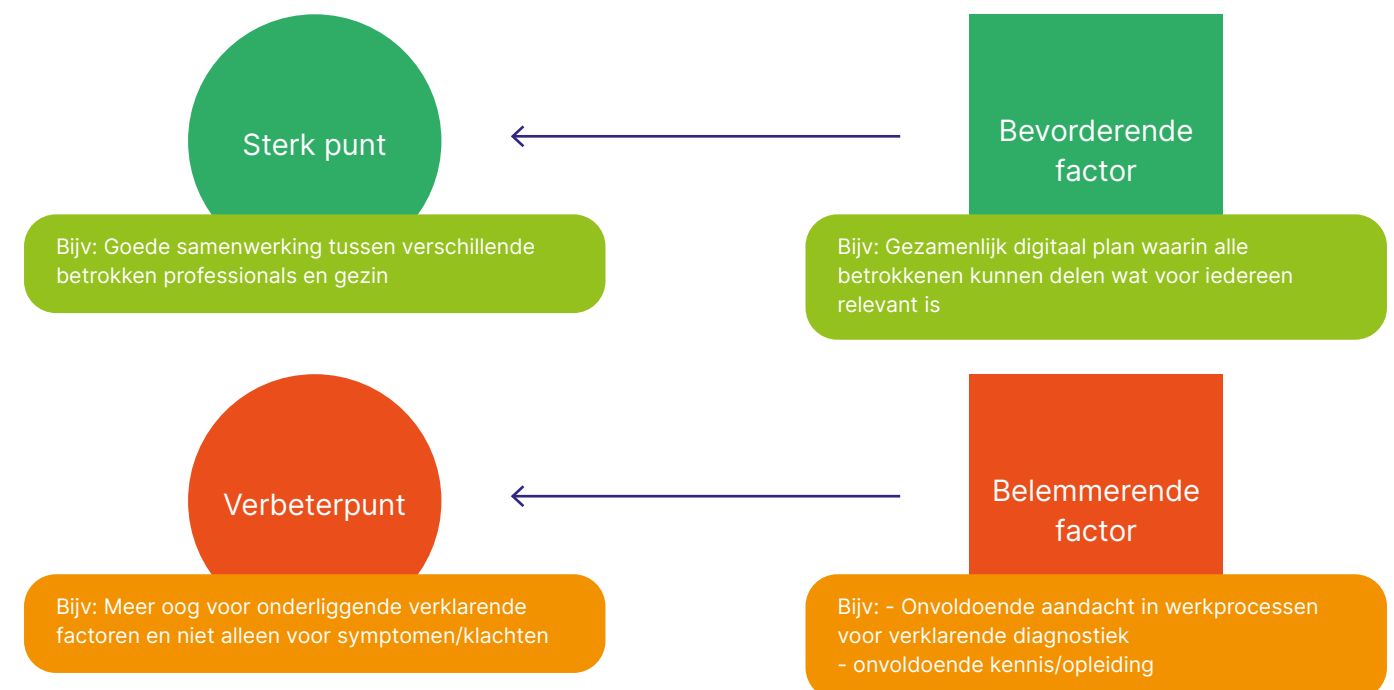 Sterk punt
Bevorderende
factor
Bijv: Goede samenwerking tussen verschillende
betrokken professionals en gezin
Bijv: Gezamenlijk digitaal plan waarin alle
betrokkenen kunnen delen wat voor iedereen
relevant is
Verbeterpunt
Belemmerende
factor
Bijv: Meer oog voor onderliggende verklarende
factoren en niet alleen voor symptomen/klachten
Bijv: - Onvoldoende aandacht in werkprocessen
voor verklarende diagnostiek
- onvoldoende kennis/opleiding